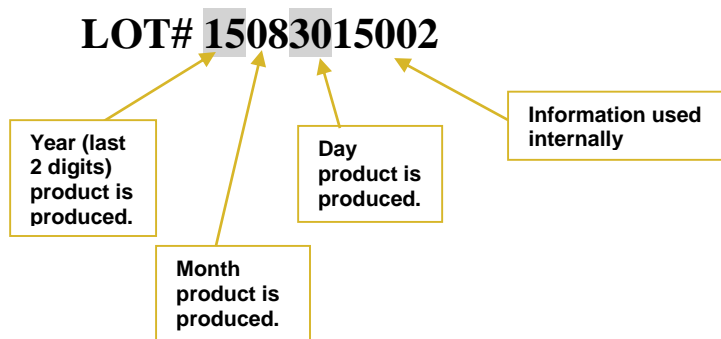 LOT# 15083015002
Year (last
2 digits)
product is
produced.
Month
product is
produced.
Day
product is
produced.
Information used
internally